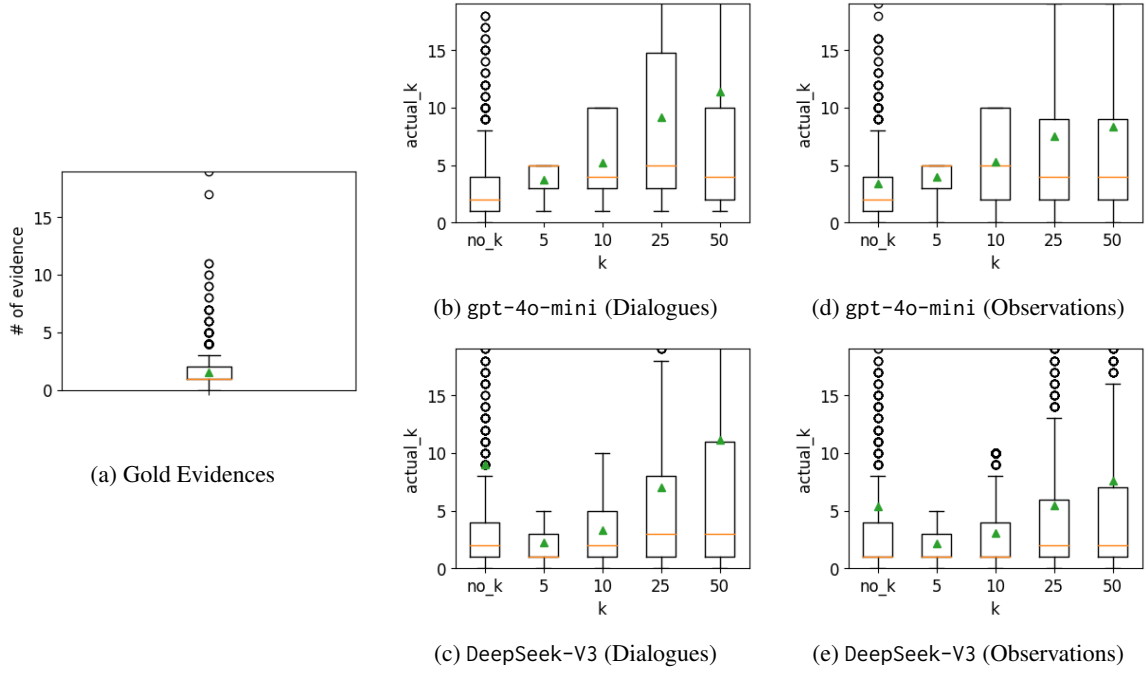 # of evidence
15
10
5
0
(a) Gold Evidences
actual_k
15
10
5
0
no_k 5 10 25 50
k
(b) gpt-4o-mini (Dialogues)
actual_k
15
10
5
0
no_k 5 10 25 50
k
(d) gpt-4o-mini (Observations)
actual_k
15
10
5
0
no_k 5 10 25 50
k
(c) DeepSeek-V3 (Dialogues)
actual_k
15
10
5
0
no_k 5 10 25 50
k
(e) DeepSeek-V3 (Observations)